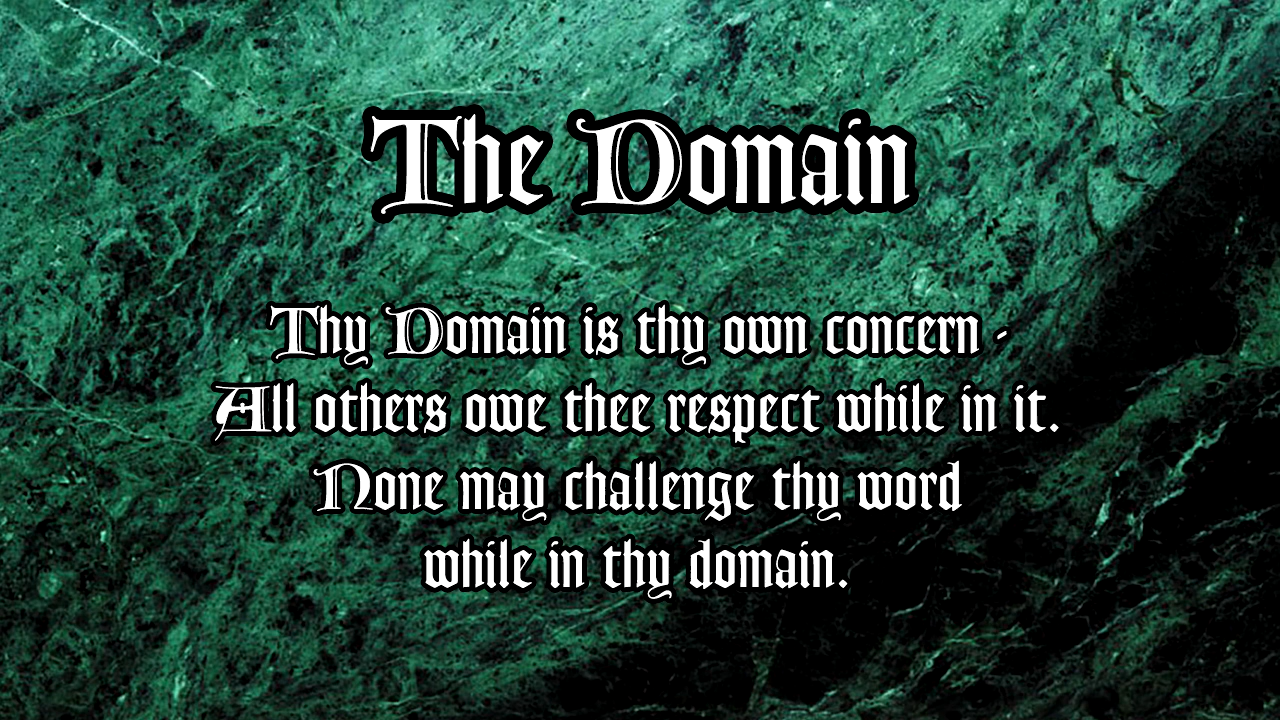 The Domain
Thy Domain is thy own concern -
All others owe thee respect while in it.
None may challenge thy word
while in thy domain.